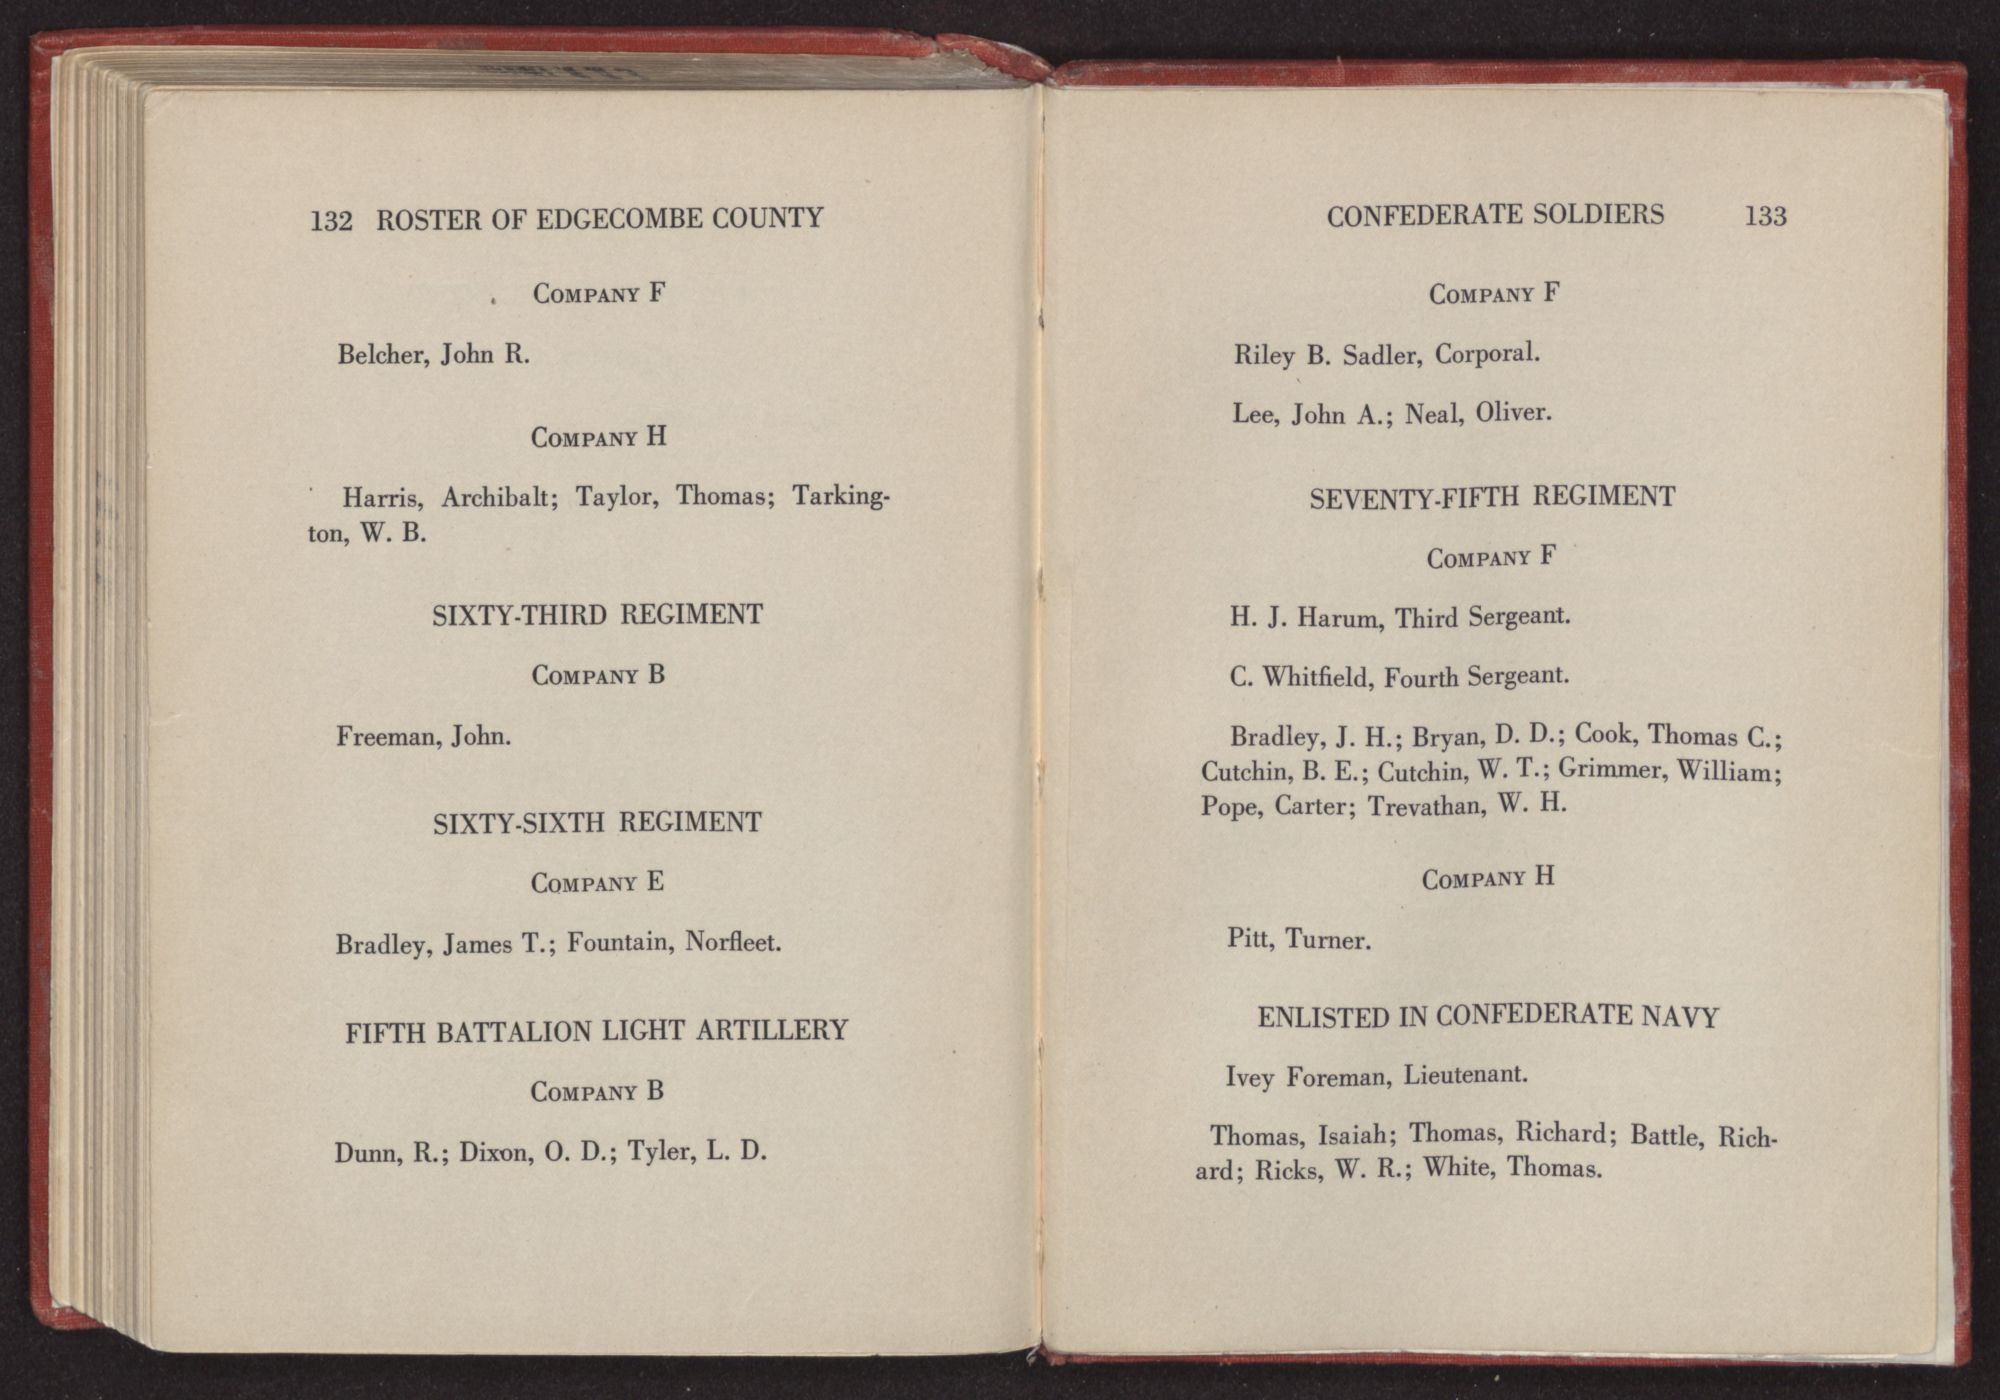 132 ROSTER OF EDGECOMBE COUNTY
COMPANY F
Belcher, John R.
COMPANY H
Harris, Archibalt; Taylor, Thomas; Tarking-
ton, W. B.
SIXTY-THIRD REGIMENT
COMPANY B
Freeman, John.
SIXTY-SIXTH REGIMENT
COMPANY E
Bradley, James T.; Fountain, Norfleet.
FIFTH BATTALION LIGHT ARTILLERY
COMPANY B
Dunn, R.; Dixon, O. D.; Tyler, L. D.
CONFEDERATE SOLDIERS 133
COMPANY F
Riley B. Sadler, Corporal.
Lee, John A.; Neal, Oliver.
SEVENTY-FIFTH REGIMENT
COMPANY F
H. J. Harum, Third Sergeant.
C. Whitfield, Fourth Sergeant.
Bradley, J. H.; Bryan, D. D.; Cook, Thomas C.;
Cutchin, B. E.; Cutchin, W. T.; Grimmer, William;
Pope, Carter; Trevathan, W. H.
COMPANY H
Pitt, Turner.
ENLISTED IN CONFEDERATE NAVY
Ivey Foreman, Lieutenant.
Thomas, Isaiah; Thomas, Richard; Battle, Rich-
ard; Ricks, W. R.; White, Thomas.